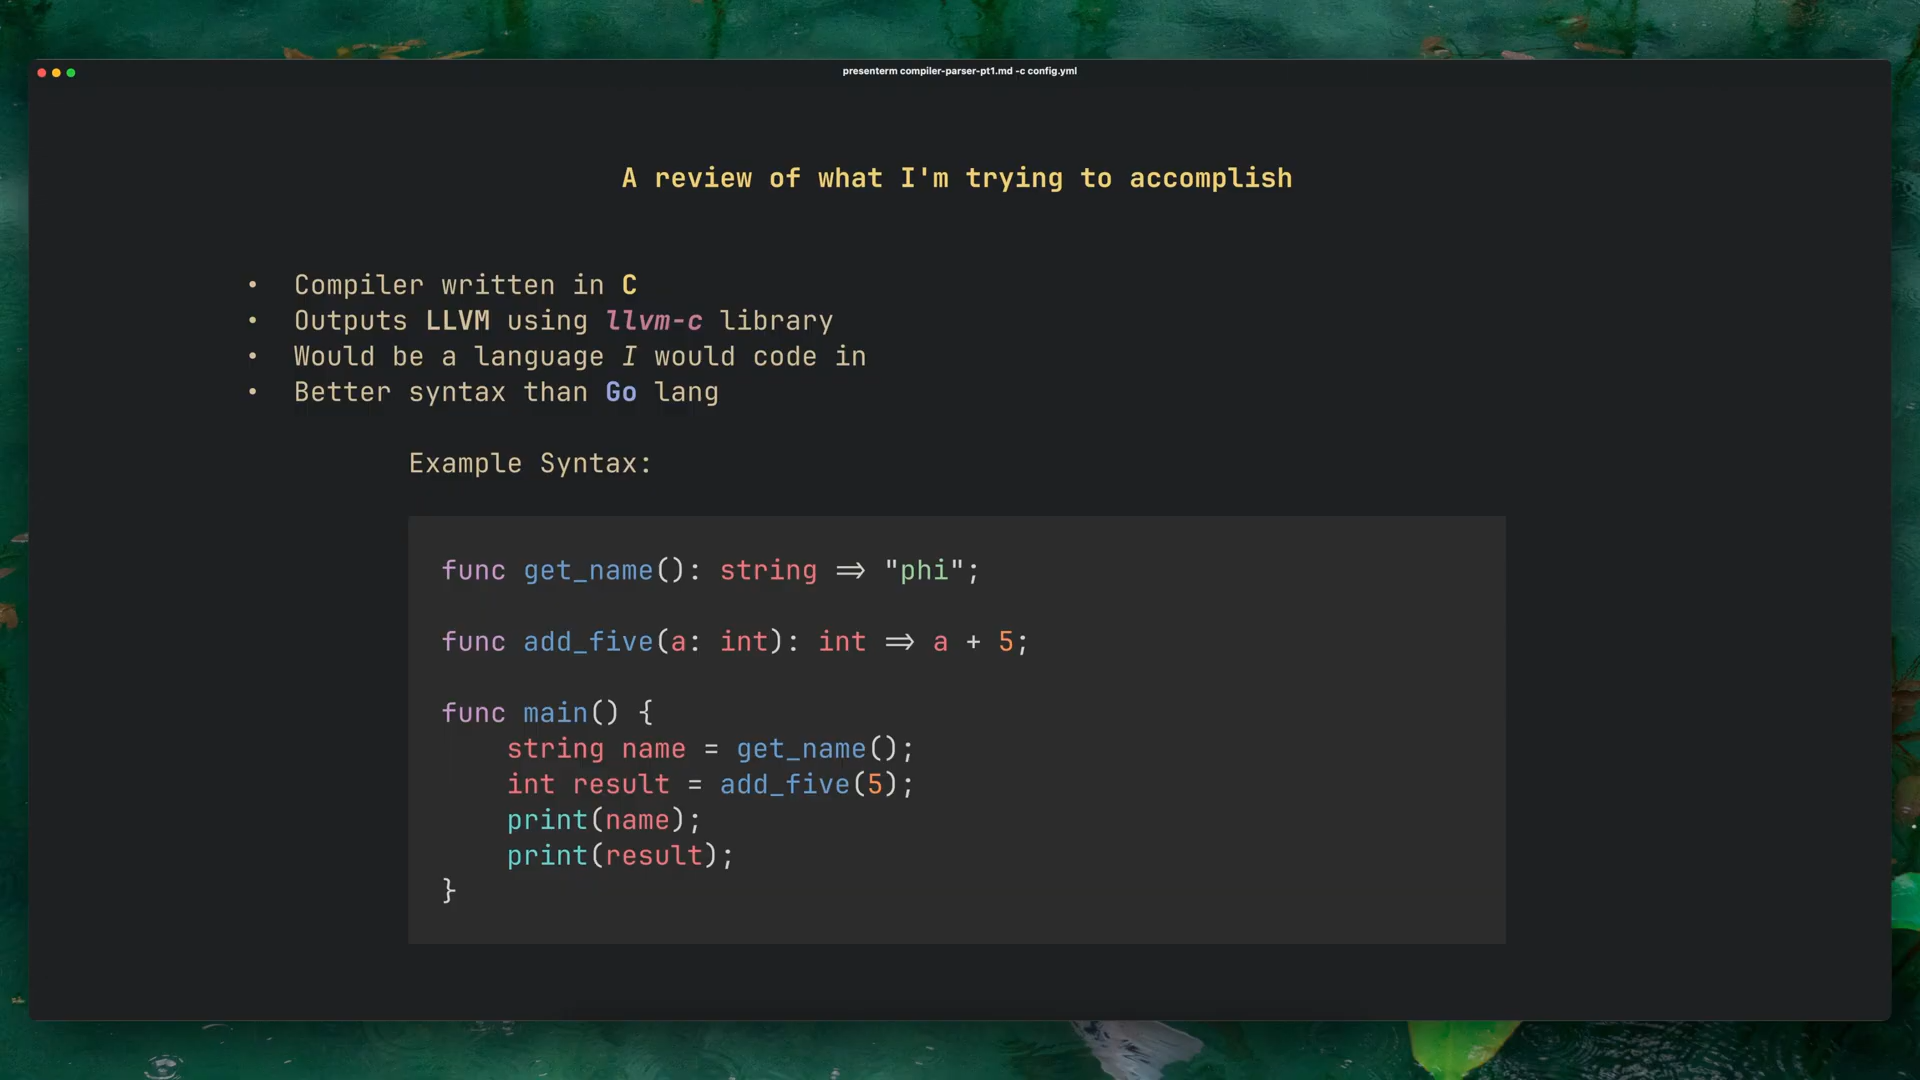 presenterm compiler-parser-pt1.md -c config.yml
A review of what I'm trying to accomplish
• Compiler written in C
• Outputs LLVM using llvm-c library
• Would be a language I would code in
• Better syntax than Go lang
Example Syntax:
func get_name(): string => "phi";
func add_five(a: int): int => a + 5;
func main() {
    string name = get_name();
    int result = add_five(5);
    print(name);
    print(result);
}